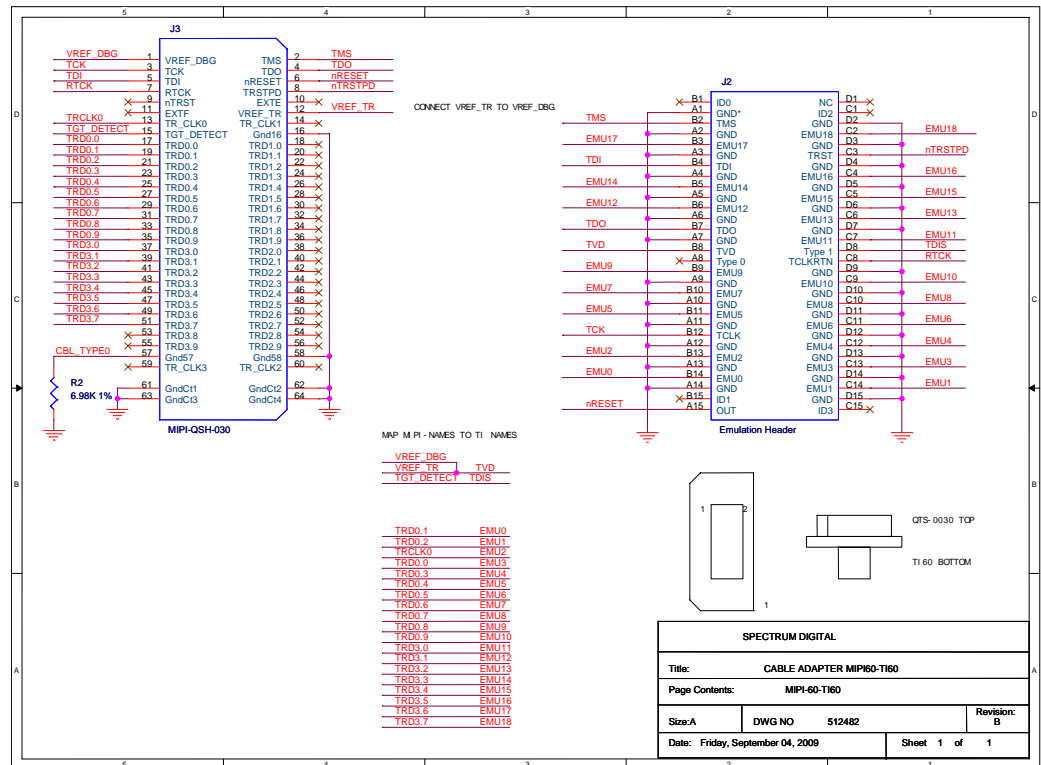 5 4 3 2 1
J3
VREF_DBG 1 VREF_DBG TMS 2 TMS
TCK 3 TCK TDO 4 TDO
TDI 5 TDI nRESET 6 nRESET
RTCK 7 RTCK TRSTPD 8 nTRSTPD
9 nTRST EXTE 10
11 EXTF VREF_TR 12 VREF_TR
TRCLK0 13 TR_CLK0 TR_CLK1 14
TGT_DETECT 15 TGT_DETECT Gnd16 16
TRD0.0 17 TRD0.0 TRD1.0 18
TRD0.1 19 TRD0.1 TRD1.1 20
TRD0.2 21 TRD0.2 TRD1.2 22
TRD0.3 23 TRD0.3 TRD1.3 24
TRD0.4 25 TRD0.4 TRD1.4 26
TRD0.5 27 TRD0.5 TRD1.5 28
TRD0.6 29 TRD0.6 TRD1.6 30
TRD0.7 31 TRD0.7 TRD1.7 32
TRD0.8 33 TRD0.8 TRD1.8 34
TRD0.9 35 TRD0.9 TRD1.9 36
TRD3.0 37 TRD3.0 TRD2.0 38
TRD3.1 39 TRD3.1 TRD2.1 40
TRD3.2 41 TRD3.2 TRD2.2 42
TRD3.3 43 TRD3.3 TRD2.3 44
TRD3.4 45 TRD3.4 TRD2.4 46
TRD3.5 47 TRD3.5 TRD2.5 48
TRD3.6 49 TRD3.6 TRD2.6 50
TRD3.7 51 TRD3.7 TRD2.7 52
53 TRD3.8 TRD2.8 54
55 TRD3.9 TRD2.9 56
CBL_TYPE0 57 Gnd57 Gnd58 58
59 TR_CLK3 TR_CLK2 60
61 GndCt1 GndCt2 62
63 GndCt3 GndCt4 64
R2
6.98K 1%
MIPI-QSH-030
CONNECT VREF_TR TO VREF_DBG.
J2
B1 ID0 NC D1
A1 GND* ID2 C1
TMS B2 TMS GND D2
A2 GND EMU18 C2 EMU18
EMU17 B3 EMU17 GND D3
A3 GND TRST C3 nTRSTPD
TDI B4 TDI GND D4
A4 GND EMU16 C4 EMU16
EMU14 B5 EMU14 GND D5
A5 GND EMU15 C5 EMU15
EMU12 B6 EMU12 GND D6
A6 GND EMU13 C6 EMU13
TDO B7 TDO GND D7
A7 GND EMU11 C7 EMU11
TVD B8 TVD Type 1 D8 TDIS
A8 Type 0 TCLKRTN C8 RTCK
EMU9 B9 EMU9 GND D9
A9 GND EMU10 C9 EMU10
EMU7 B10 EMU7 GND D10
A10 GND EMU8 C10 EMU8
EMU5 B11 EMU5 GND D11
A11 GND EMU6 C11 EMU6
TCK B12 TCLK GND D12
A12 GND EMU4 C12 EMU4
EMU2 B13 EMU2 GND D13
A13 GND EMU3 C13 EMU3
EMU0 B14 EMU0 GND D14
A14 GND EMU1 C14 EMU1
B15 ID1 GND D15
nRESET A15 OUT ID3 C15
Emulation Header
MAP MIPI-NAMES TO TI NAMES
VREF_DBG
VREF_TR TVD
TGT_DETECT TDIS
TRD0.1 EMU0
TRD0.2 EMU1
TRCLK0 EMU2
TRD0.0 EMU3
TRD0.3 EMU4
TRD0.4 EMU5
TRD0.5 EMU6
TRD0.6 EMU7
TRD0.7 EMU8
TRD0.8 EMU9
TRD0.9 EMU10
TRD3.0 EMU11
TRD3.1 EMU12
TRD3.2 EMU13
TRD3.3 EMU14
TRD3.4 EMU15
TRD3.5 EMU16
TRD3.6 EMU17
TRD3.7 EMU18
1 2
1
QTS-0030 TOP
TI 60 BOTTOM
SPECTRUM DIGITAL
Title: CABLE ADAPTER MIPI60-TI60
Page Contents: MIPI-60-TI60
Size:A DWG NO 512482 Revision: B
Date: Friday, September 04, 2009 Sheet 1 of 1
D D
C C
B B
A A
5 4 3 2 1